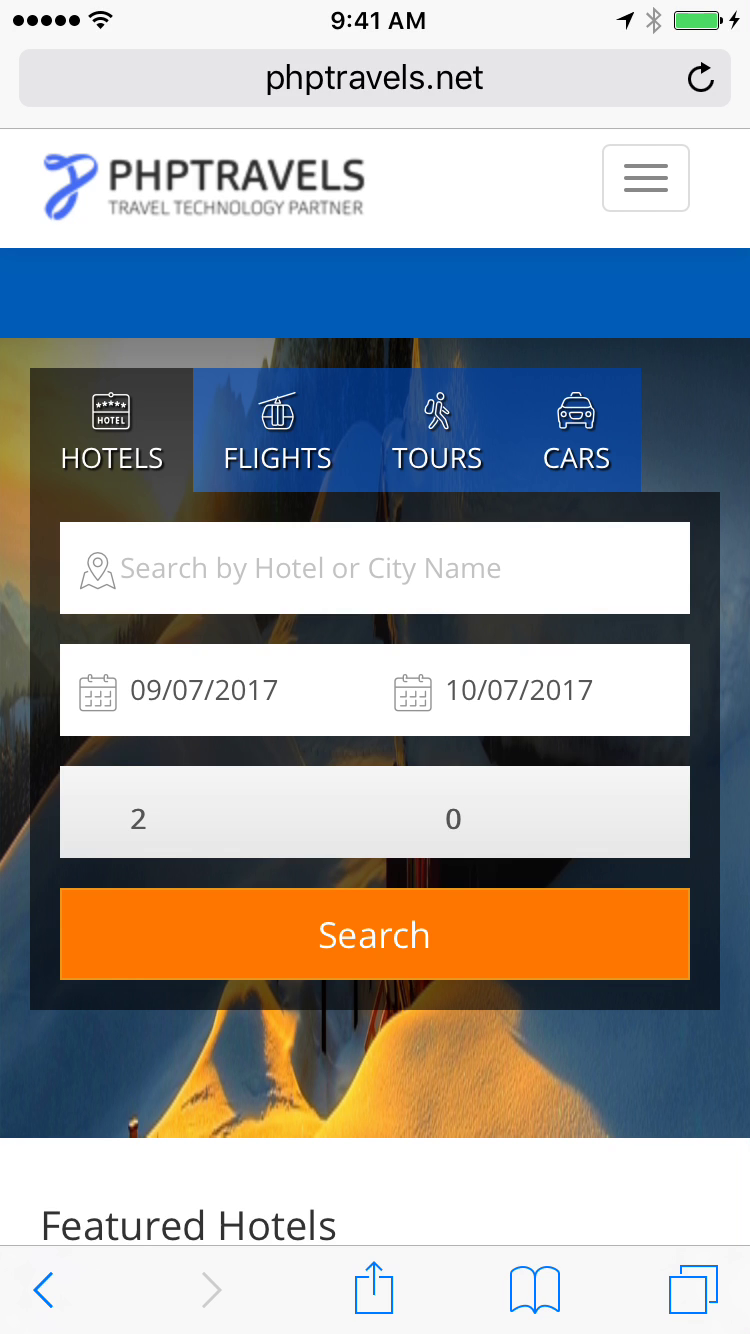 9:41 AM
phptravels.net
PHPTRAVELS
TRAVEL TECHNOLOGY PARTNER
HOTEL
HOTELS FLIGHTS TOURS CARS
Search by Hotel or City Name
09/07/2017 10/07/2017
2 0
Search
Featured Hotels